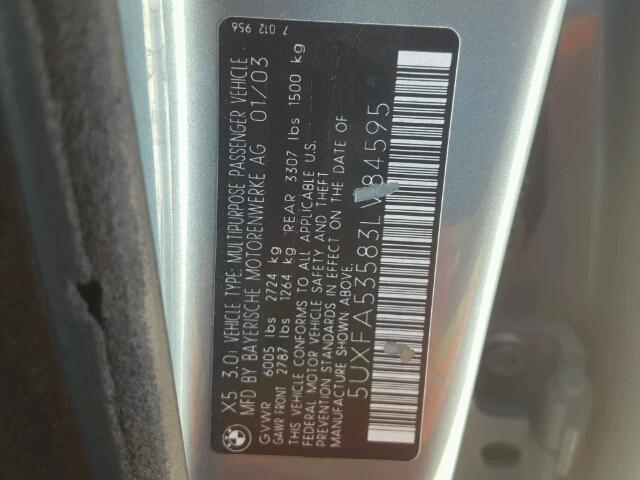 7 012 956
X5 3.0i VEHICLE TYPE: MULTIPURPOSE PASSENGER VEHICLE
MFD BY BAYERISCHE MOTORENWERKE AG 01/03
GVWR 6005 lbs 2724 kg
GAWR FRONT 2787 lbs 1264 kg REAR 3307 lbs 1500 kg
THIS VEHICLE CONFORMS TO ALL APPLICABLE U.S.
FEDERAL MOTOR VEHICLE SAFETY AND THEFT
PREVENTION STANDARDS IN EFFECT ON THE DATE OF
MANUFACTURE SHOWN ABOVE.
BMW